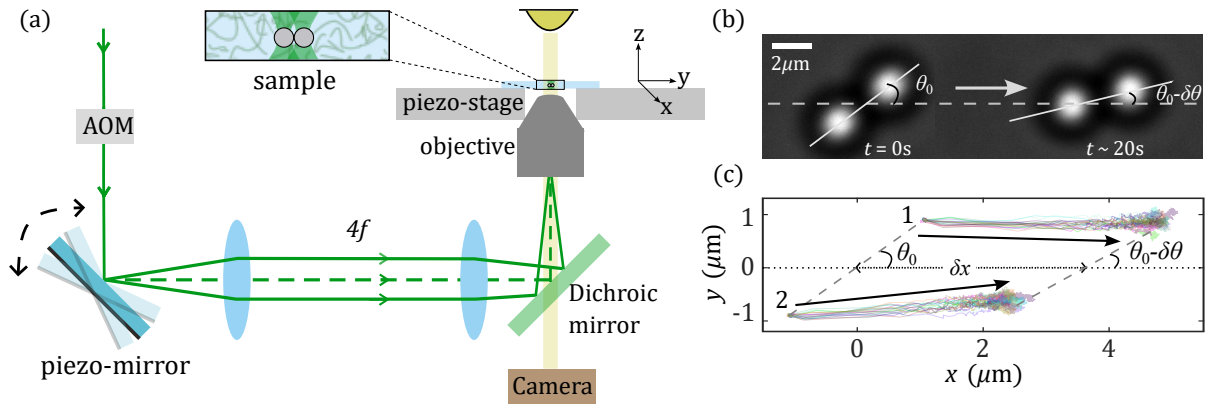 (a)
AOM
sample
piezo-stage
z
y
x
objective
4f
Dichroic
mirror
piezo-mirror
Camera
(b)
2μm
θ₀
θ₀-δθ
t = 0s
t ~ 20s
(c)
1
0
-1
y (μm)
1
2
θ₀
δx
θ₀-δθ
0
2
4
x (μm)